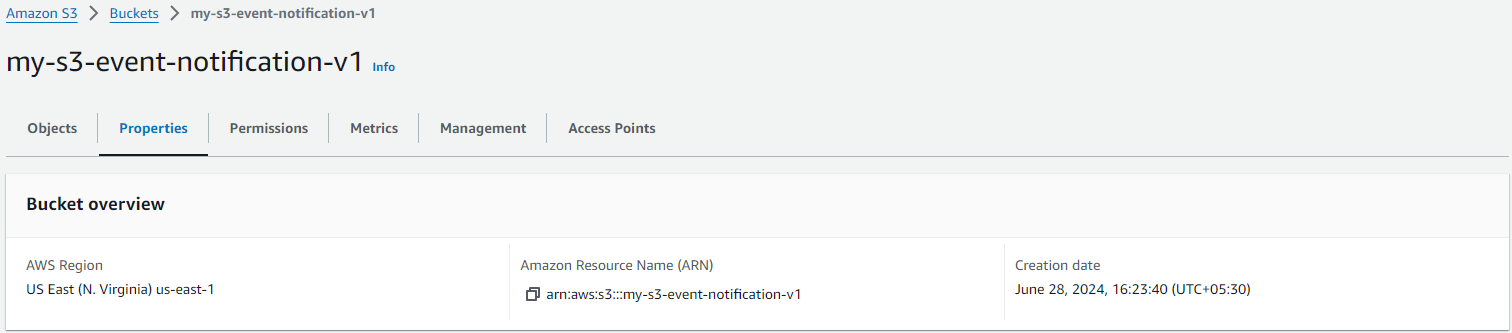 Amazon S3 > Buckets > my-s3-event-notification-v1
my-s3-event-notification-v1 Info
Objects Properties Permissions Metrics Management Access Points
Bucket overview
AWS Region Amazon Resource Name (ARN) Creation date
US East (N. Virginia) us-east-1 arn:aws:s3:::my-s3-event-notification-v1 June 28, 2024, 16:23:40 (UTC+05:30)